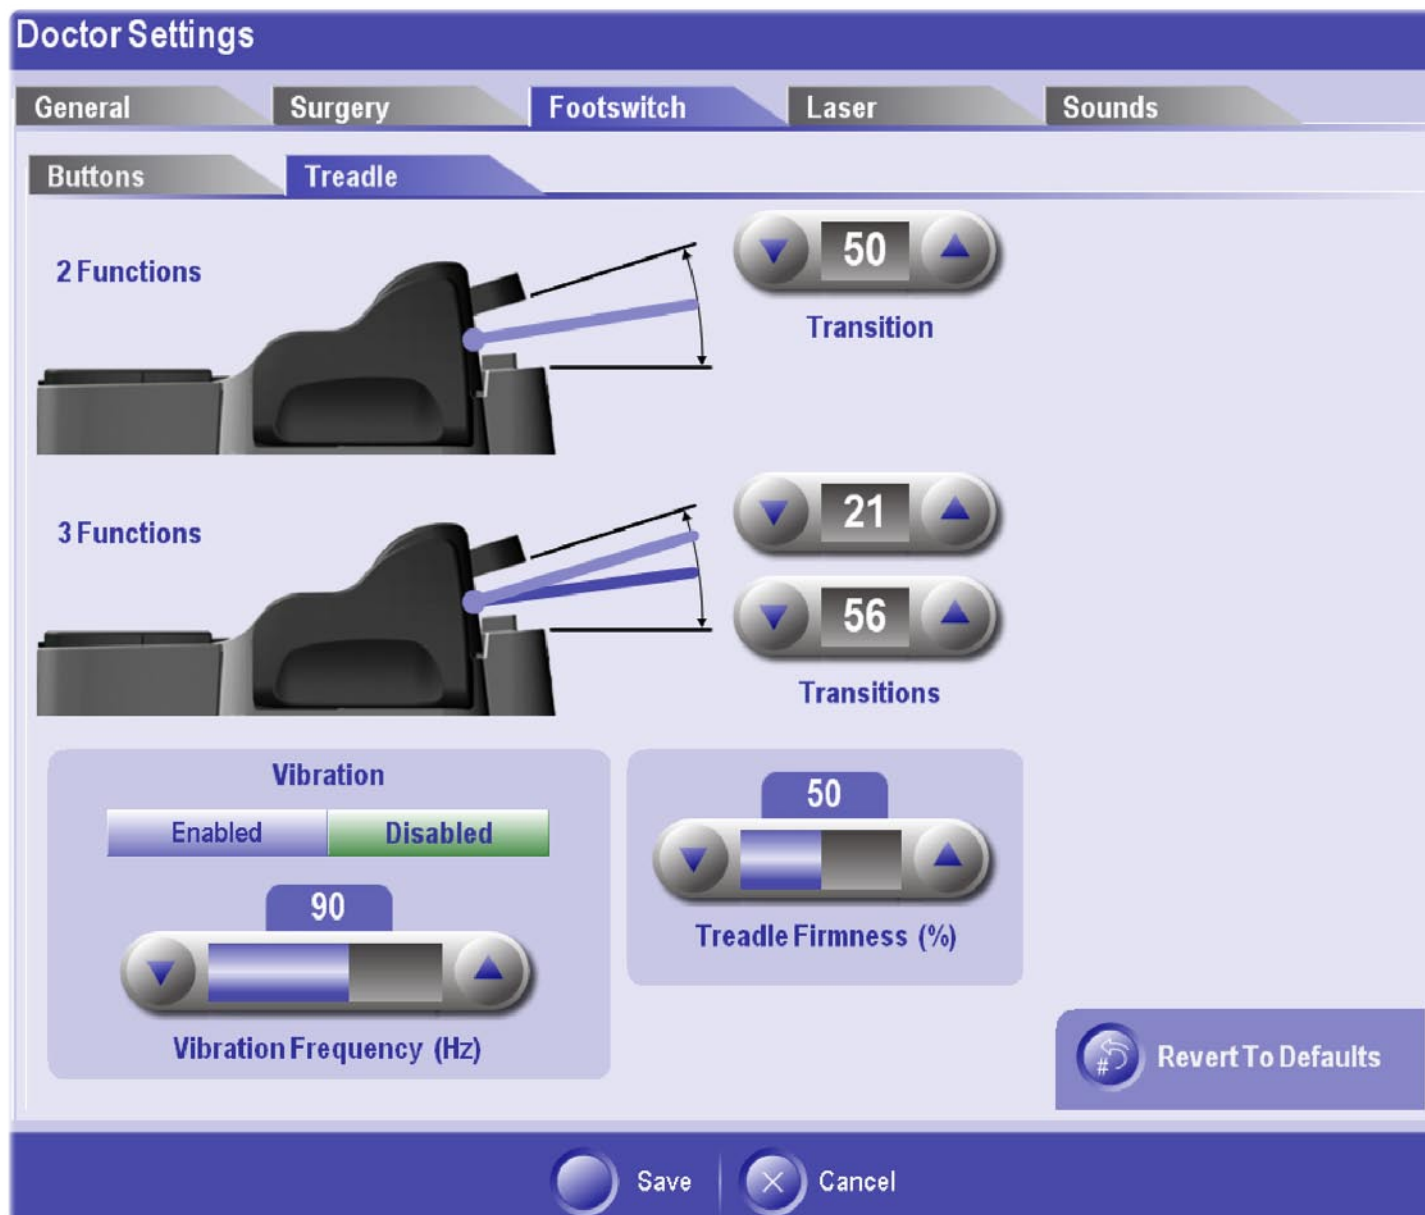 Doctor Settings
General Surgery Footswitch Laser Sounds
Buttons Treadle
2 Functions
50
Transition
3 Functions
21
56
Transitions
Vibration
Enabled Disabled
90
Vibration Frequency (Hz)
50
Treadle Firmness (%)
# Revert To Defaults
Save Cancel